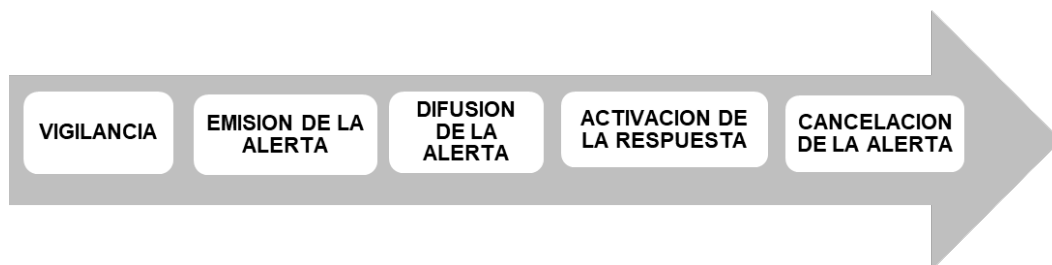 VIGILANCIA
EMISION DE LA
ALERTA
DIFUSION
DE LA
ALERTA
ACTIVACION DE
LA RESPUESTA
CANCELACION
DE LA ALERTA